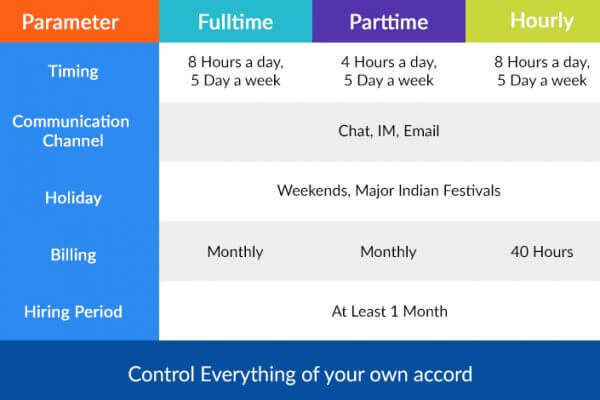 Parameter Fulltime Parttime Hourly
Timing
8 Hours a day,
5 Day a week
4 Hours a day,
5 Day a week
8 Hours a day,
5 Day a week
Communication
Channel
Chat, IM, Email
Holiday
Weekends, Major Indian Festivals
Billing Monthly Monthly 40 Hours
Hiring Period At Least 1 Month
Control Everything of your own accord